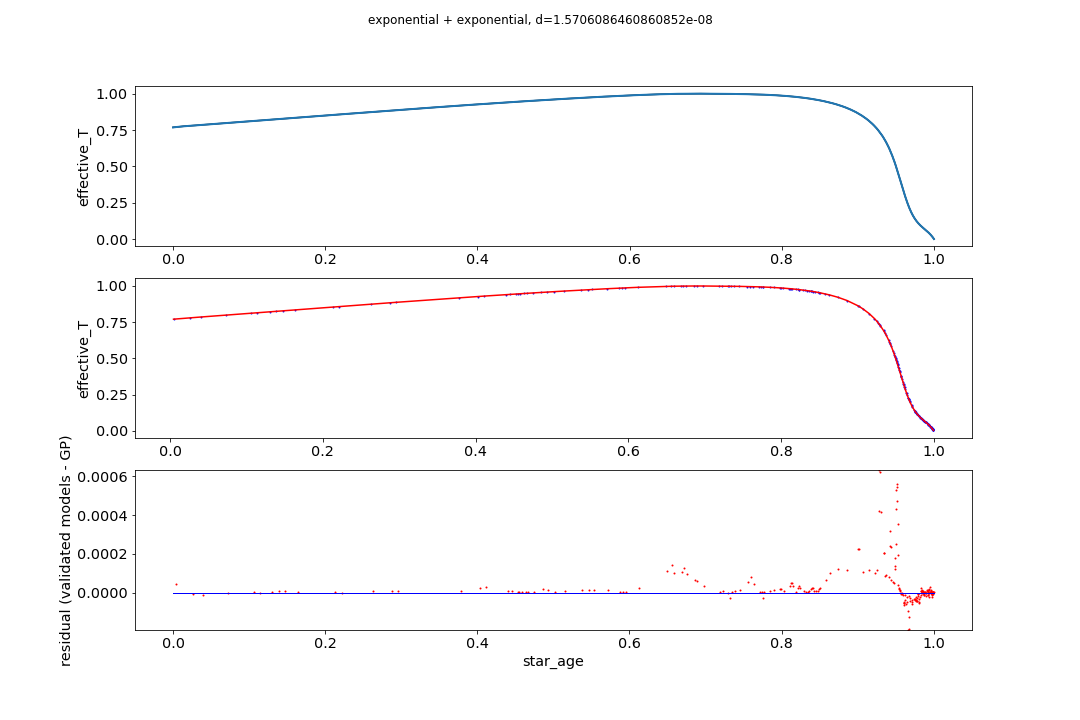 exponential + exponential, d=1.5706086460860852e-08
effective_T
1.00
0.75
0.50
0.25
0.00
0.0 0.2 0.4 0.6 0.8 1.0
effective_T
1.00
0.75
0.50
0.25
0.00
0.0 0.2 0.4 0.6 0.8 1.0
residual (validated models - GP)
0.0006
0.0004
0.0002
0.0000
0.0 0.2 0.4 0.6 0.8 1.0
star_age